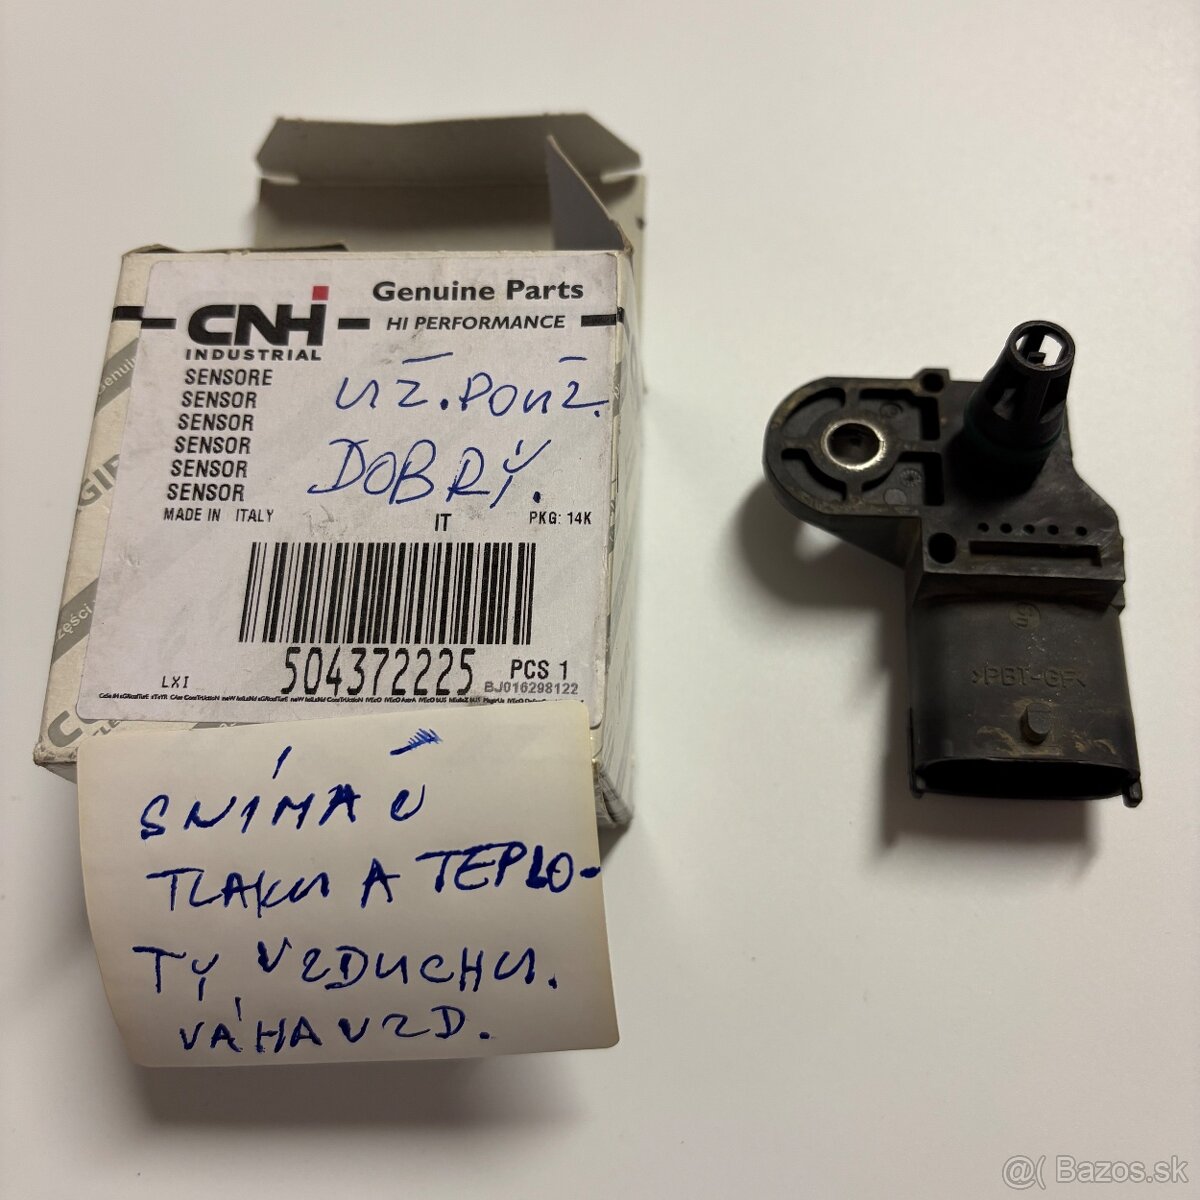 Genuine Parts
CNH
INDUSTRIAL
HI PERFORMANCE
SENSORE
SENSOR
SENSOR
SENSOR
SENSOR
SENSOR
UŽ. POUŽ.
DOBRÝ.
MADE IN ITALY
IT
PKG: 14K
504372225
LXI
PCS 1
BJ016298122
SNÍMAČ
TLAKU A TEPLO-
TY VZDUCHU.
VÁHA VZD.
>PBT-GF<
@( Bazos.sk